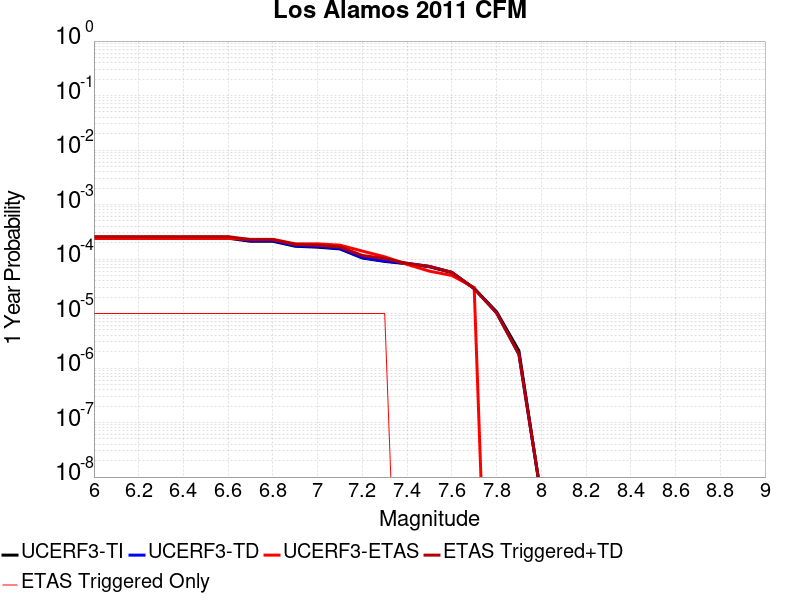 Los Alamos 2011 CFM
10^0
10^-1
10^-2
10^-3
10^-4
10^-5
10^-6
10^-7
10^-8
1 Year Probability
6 6.2 6.4 6.6 6.8 7 7.2 7.4 7.6 7.8 8 8.2 8.4 8.6 8.8 9
Magnitude
UCERF3-TI UCERF3-TD UCERF3-ETAS ETAS Triggered+TD
ETAS Triggered Only